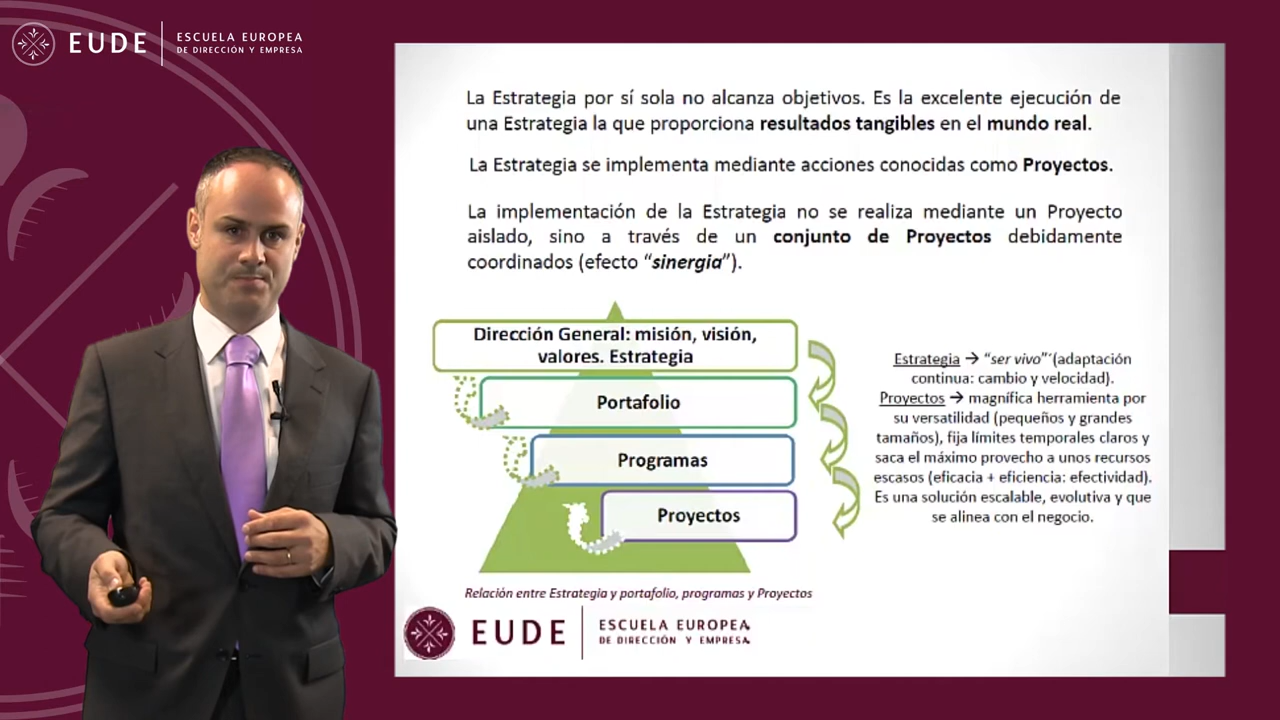 EUDE
ESCUELA EUROPEA
DE DIRECCIÓN Y EMPRESA
La Estrategia por sí sola no alcanza objetivos. Es la excelente ejecución de
una Estrategia la que proporciona resultados tangibles en el mundo real.
La Estrategia se implementa mediante acciones conocidas como Proyectos.
La implementación de la Estrategia no se realiza mediante un Proyecto
aislado, sino a través de un conjunto de Proyectos debidamente
coordinados (efecto “sinergia”).
Dirección General: misión, visión,
valores. Estrategia
Portafolio
Programas
Proyectos
Estrategia → “ser vivo” (adaptación
continua: cambio y velocidad).
Proyectos → magnífica herramienta por
su versatilidad (pequeños y grandes
tamaños), fija límites temporales claros y
saca el máximo provecho a unos recursos
escasos (eficacia + eficiencia: efectividad).
Es una solución escalable, evolutiva y que
se alinea con el negocio.
Relación entre Estrategia y portafolio, programas y Proyectos
EUDE
ESCUELA EUROPEA
DE DIRECCIÓN Y EMPRESA